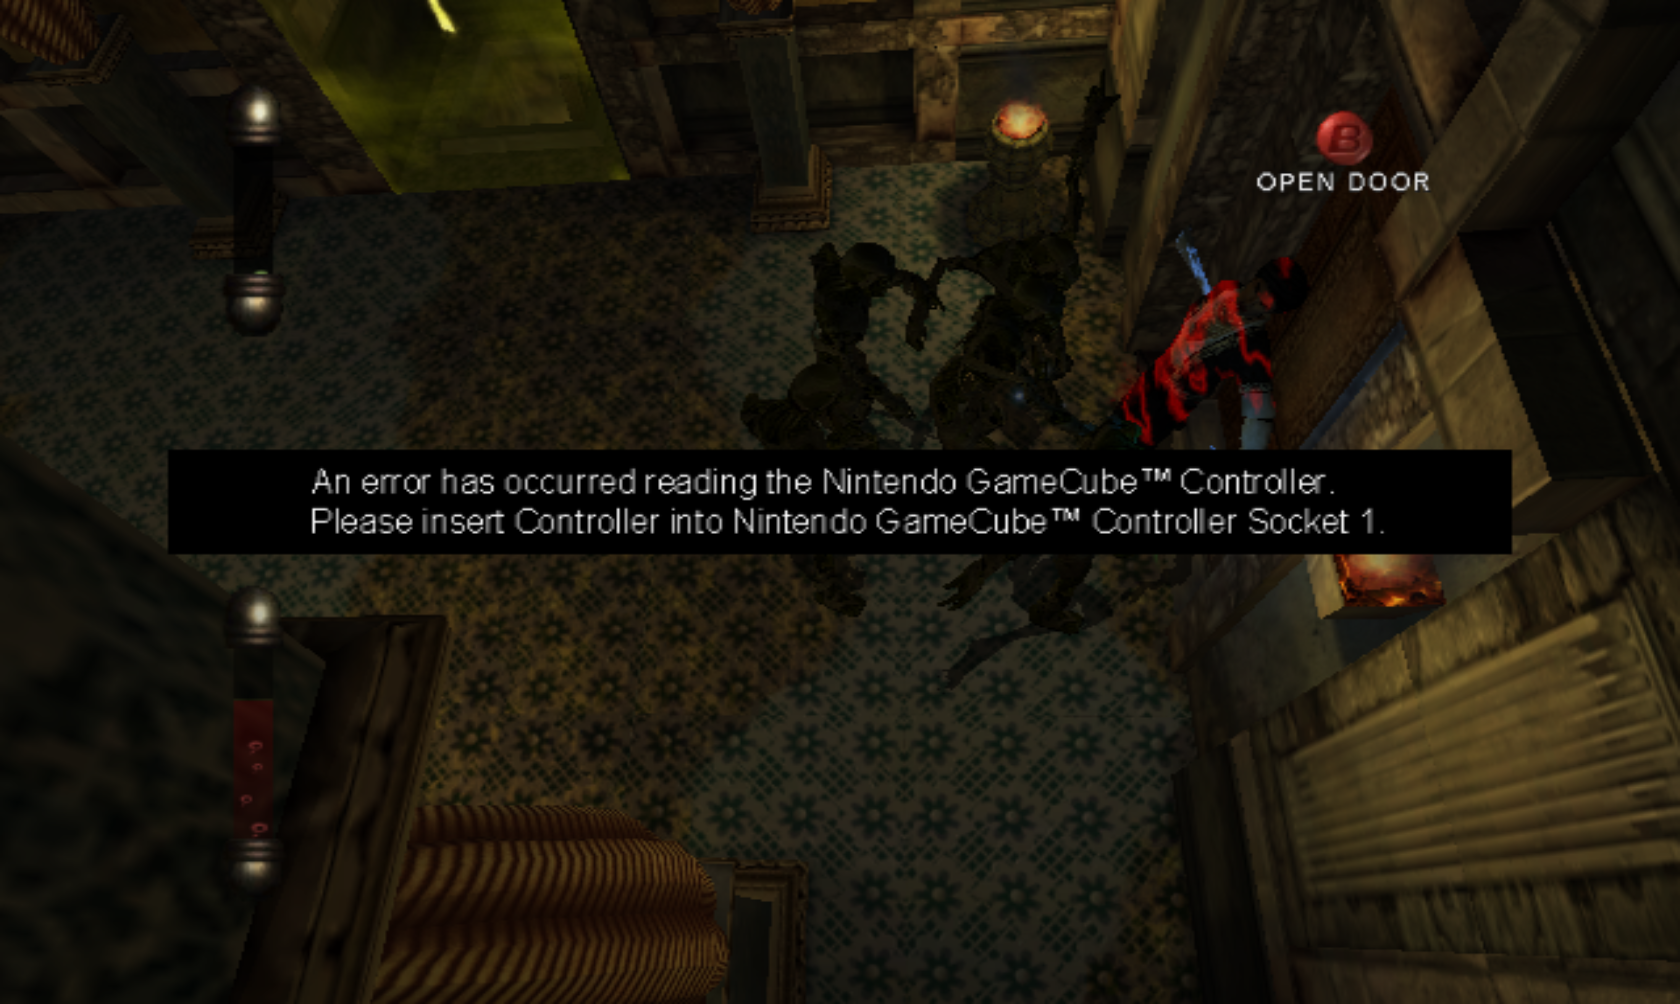 B
OPEN DOOR
An error has occurred reading the Nintendo GameCube™ Controller.
Please insert Controller into Nintendo GameCube™ Controller Socket 1.